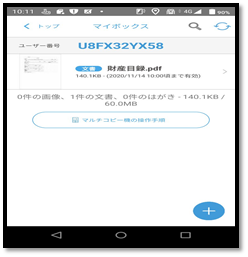 10:11
4G 84%
トップ
マイボックス
ユーザー番号 U8FX32YX58
文書 財産目録.pdf
140.1KB - (2020/11/14 10:00頃まで有効)
0件の画像、1件の文書、0件のはがき - 140.1KB /
60.0MB
マルチコピー機の操作手順